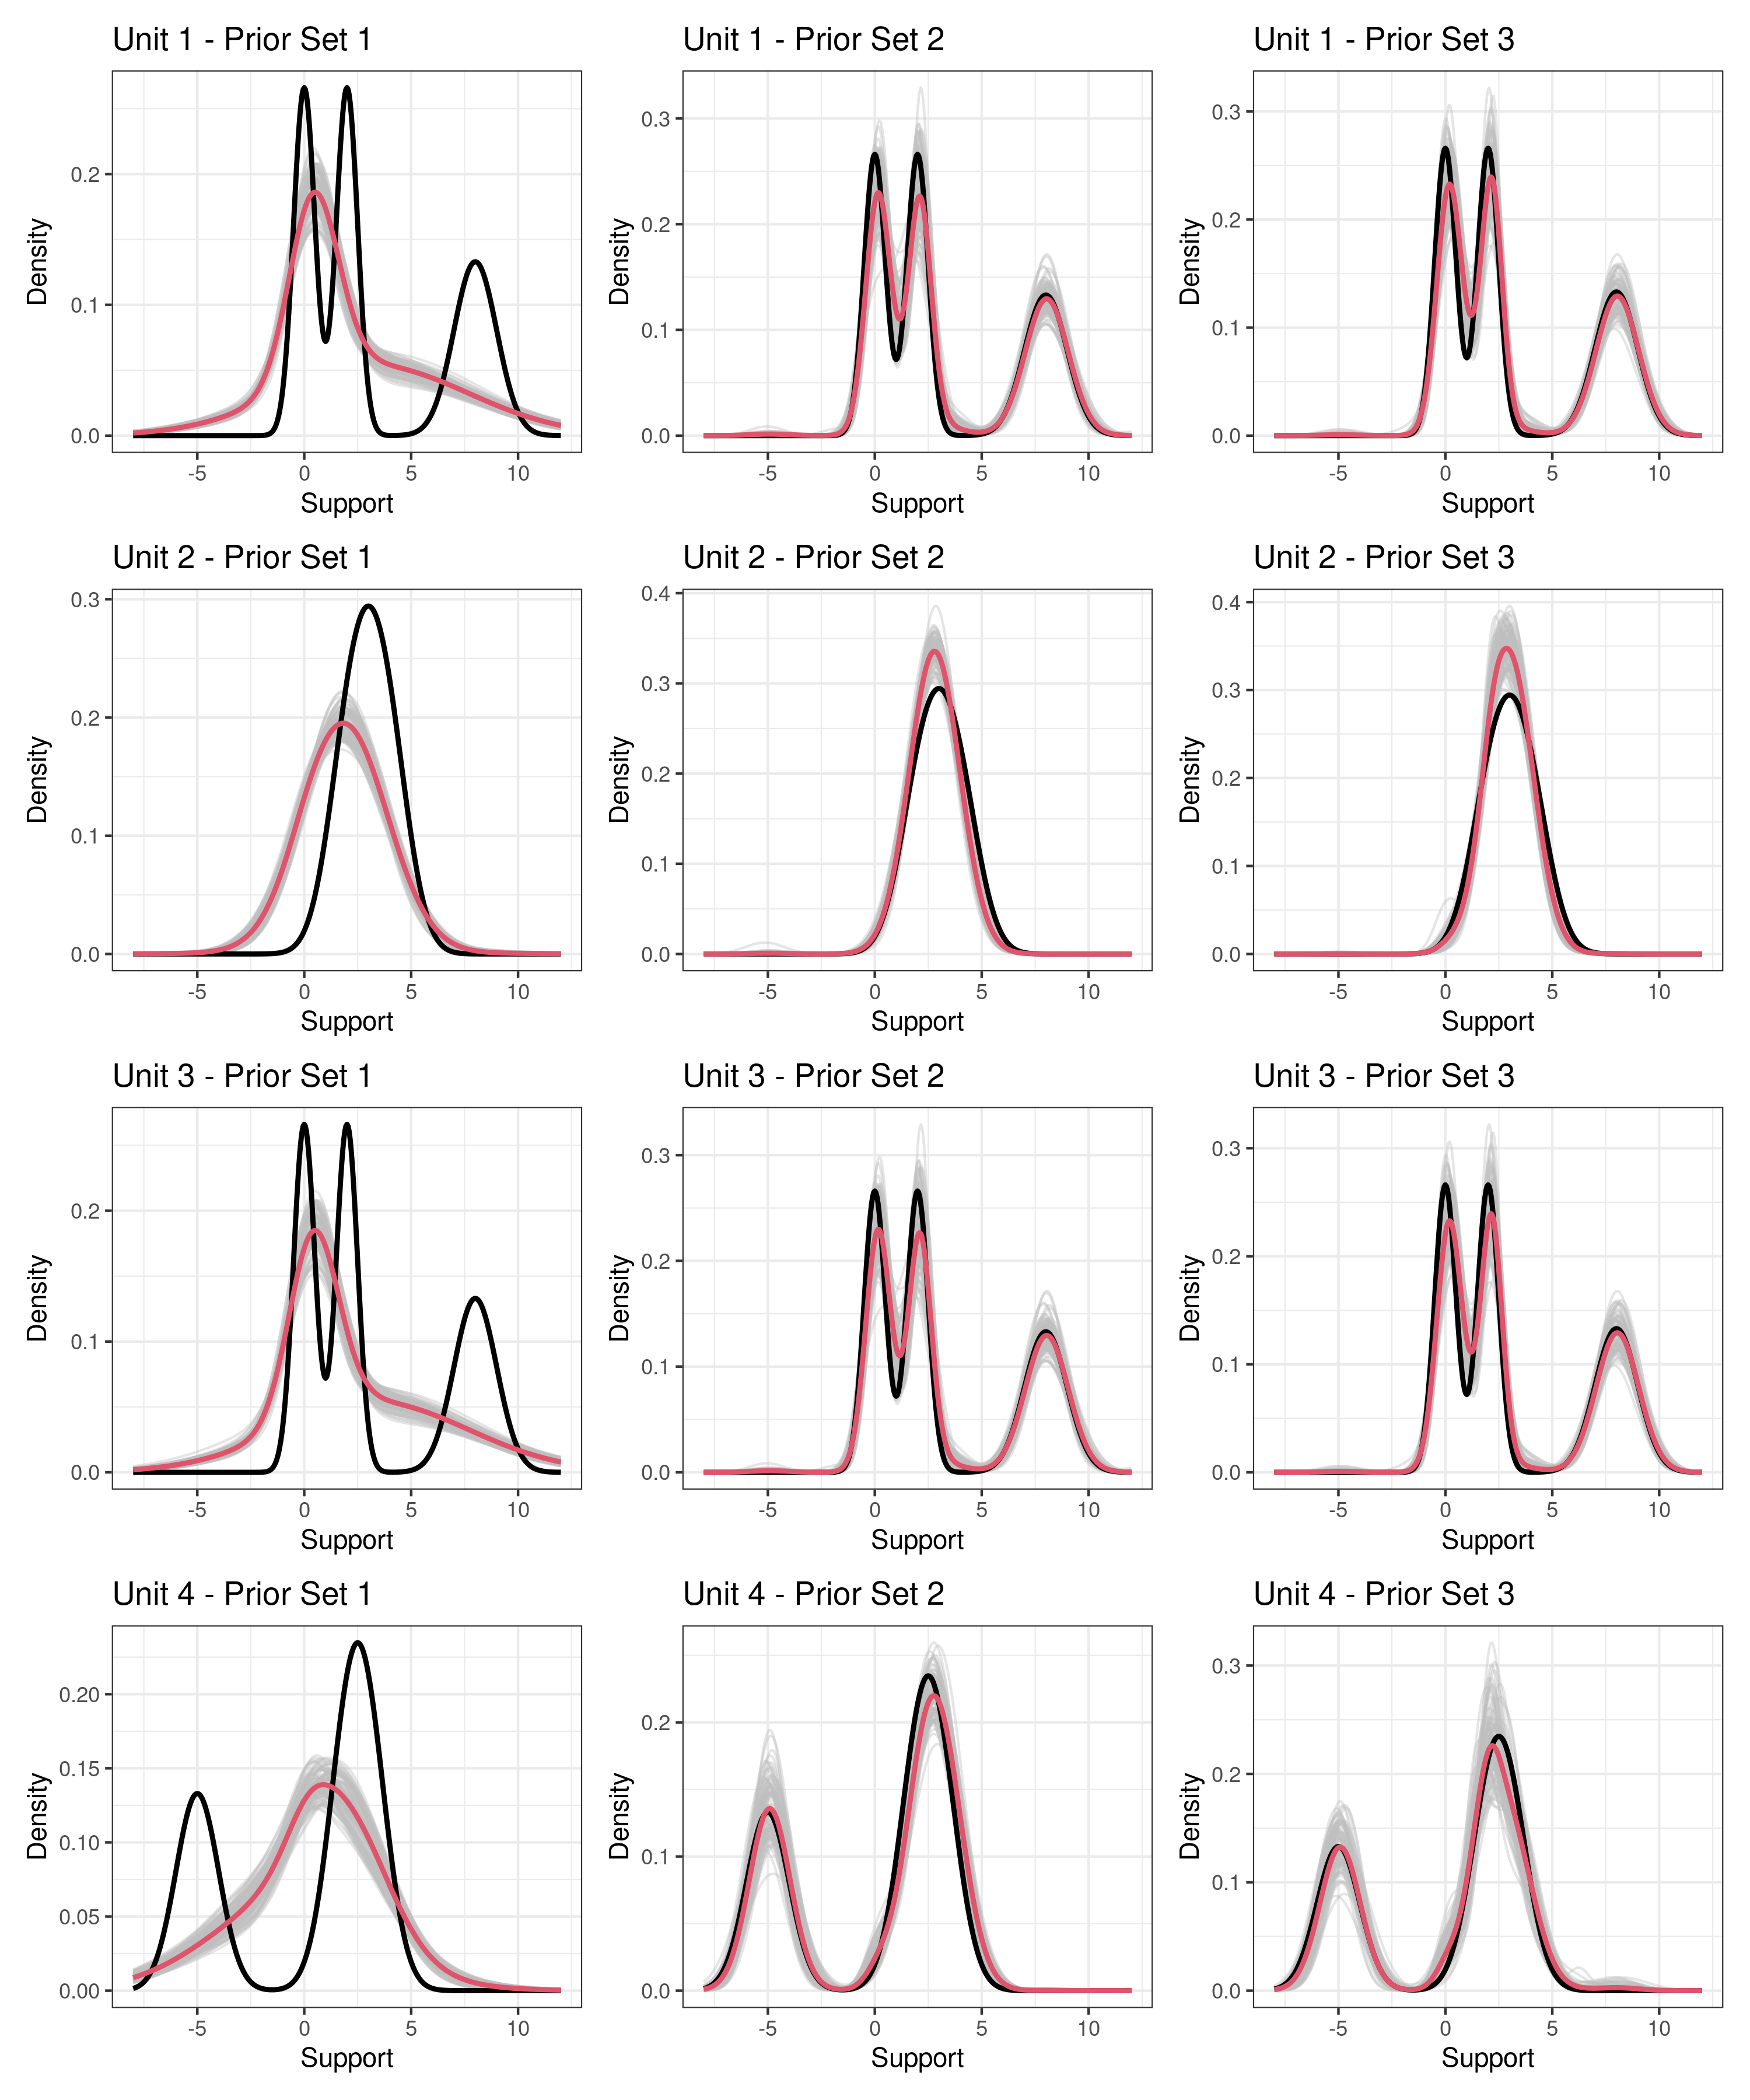 Unit 1 - Prior Set 1
Unit 1 - Prior Set 2
Unit 1 - Prior Set 3
Density
0.2
0.1
0.0
-5 0 5 10
Support
Density
0.3
0.2
0.1
0.0
-5 0 5 10
Support
Density
0.3
0.2
0.1
0.0
-5 0 5 10
Support
Unit 2 - Prior Set 1
Unit 2 - Prior Set 2
Unit 2 - Prior Set 3
Density
0.3
0.2
0.1
0.0
-5 0 5 10
Support
Density
0.4
0.3
0.2
0.1
0.0
-5 0 5 10
Support
Density
0.4
0.3
0.2
0.1
0.0
-5 0 5 10
Support
Unit 3 - Prior Set 1
Unit 3 - Prior Set 2
Unit 3 - Prior Set 3
Density
0.2
0.1
0.0
-5 0 5 10
Support
Density
0.3
0.2
0.1
0.0
-5 0 5 10
Support
Density
0.3
0.2
0.1
0.0
-5 0 5 10
Support
Unit 4 - Prior Set 1
Unit 4 - Prior Set 2
Unit 4 - Prior Set 3
Density
0.20
0.15
0.10
0.05
0.00
-5 0 5 10
Support
Density
0.2
0.1
0.0
-5 0 5 10
Support
Density
0.3
0.2
0.1
0.0
-5 0 5 10
Support